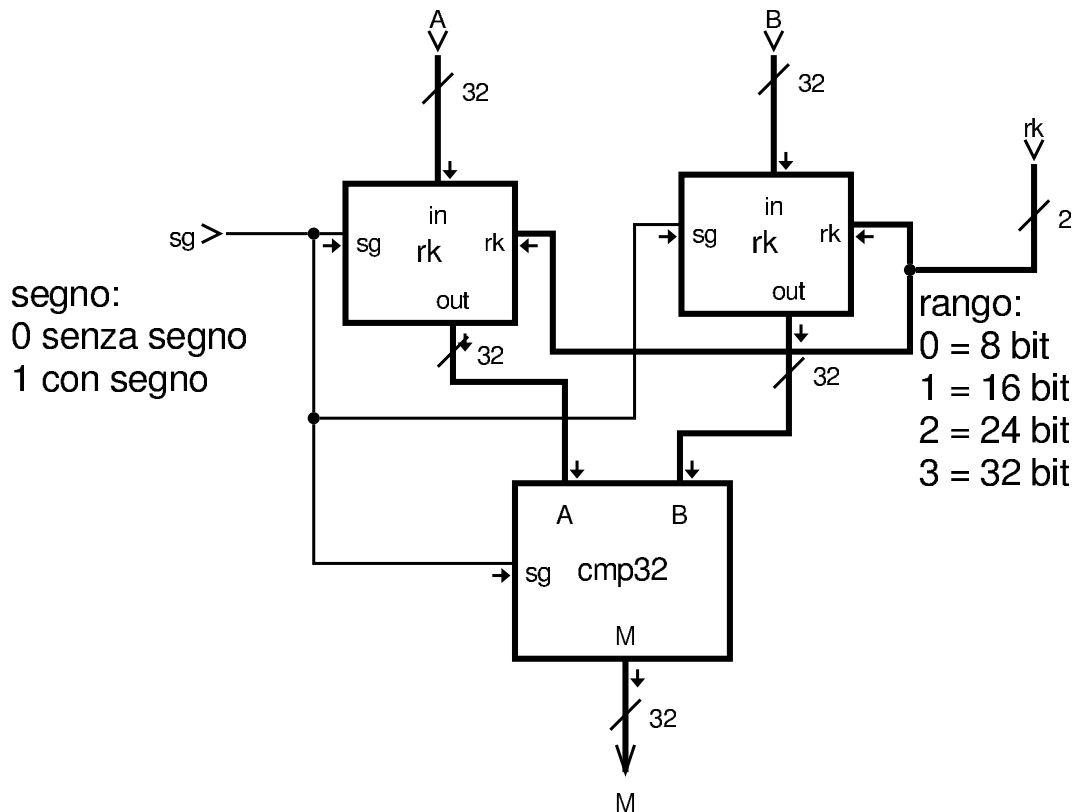 A
B
32
32
rk
2
in
sg
rk
rk
out
in
sg
rk
rk
out
sg
segno:
0 senza segno
1 con segno
rango:
0 = 8 bit
1 = 16 bit
2 = 24 bit
3 = 32 bit
32
32
A
B
sg
cmp32
M
32
M